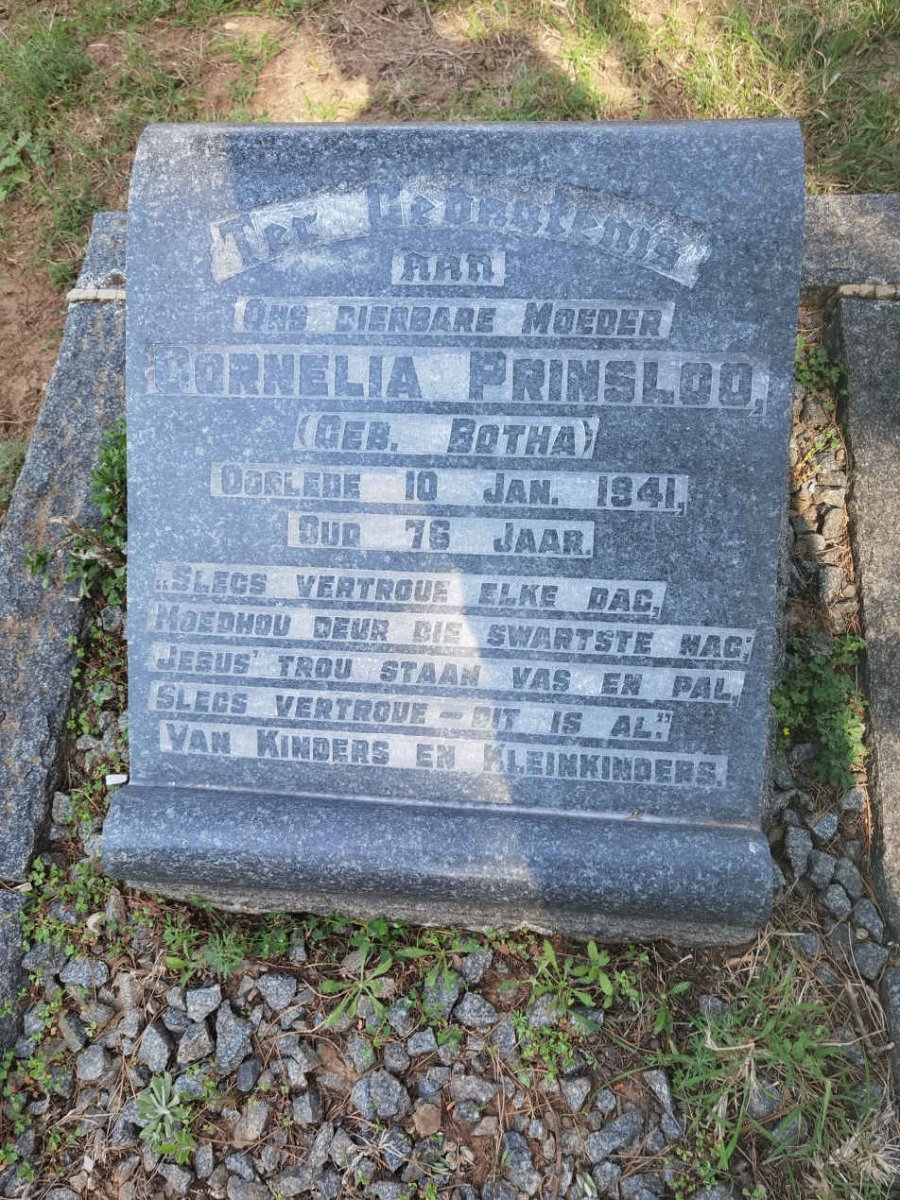 Ter Gedagtenis
AAN
ONS DIERBARE MOEDER
CORNELIA PRINSLOO,
(GEB. BOTHA)
OORLEDE 10 JAN. 1941,
OUD 76 JAAR.
„SLEGS VERTROUE ELKE DAG,
MOEDHOU DEUR DIE SWARTSTE NAG;
JESUS' TROU STAAN VAS EN PAL,
SLEGS VERTROUE – DIT IS AL.”
VAN KINDERS EN KLEINKINDERS.